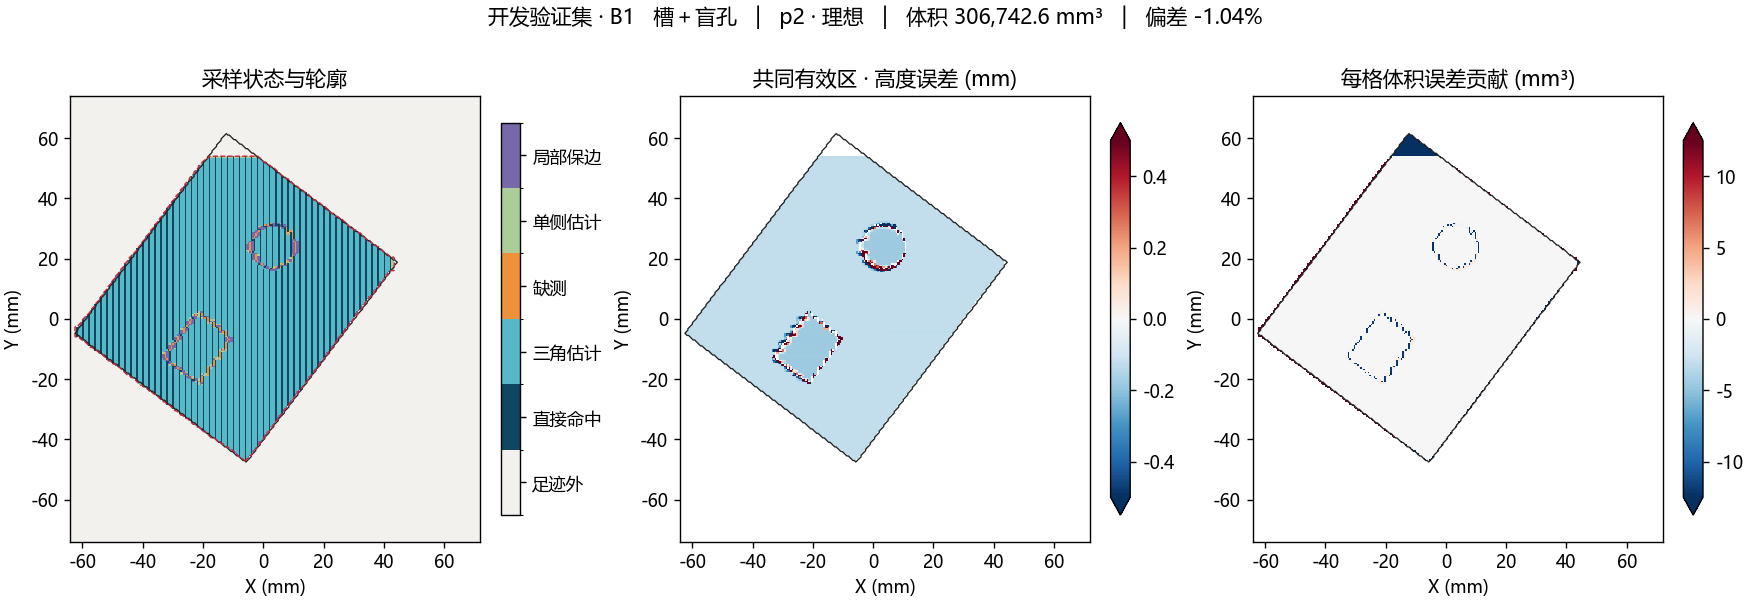 开发验证集 · B1 槽＋盲孔 | p2 · 理想 | 体积 306,742.6 mm³ | 偏差 -1.04%
采样状态与轮廓
60
40
20
0
-20
-40
-60
Y (mm)
-60 -40 -20 0 20 40 60
X (mm)
局部保边
单侧估计
缺测
三角估计
直接命中
足迹外
共同有效区 · 高度误差 (mm)
60
40
20
0
-20
-40
-60
Y (mm)
-60 -40 -20 0 20 40 60
X (mm)
0.4
0.2
0.0
-0.2
-0.4
每格体积误差贡献 (mm³)
60
40
20
0
-20
-40
-60
Y (mm)
-60 -40 -20 0 20 40 60
X (mm)
10
5
0
-5
-10